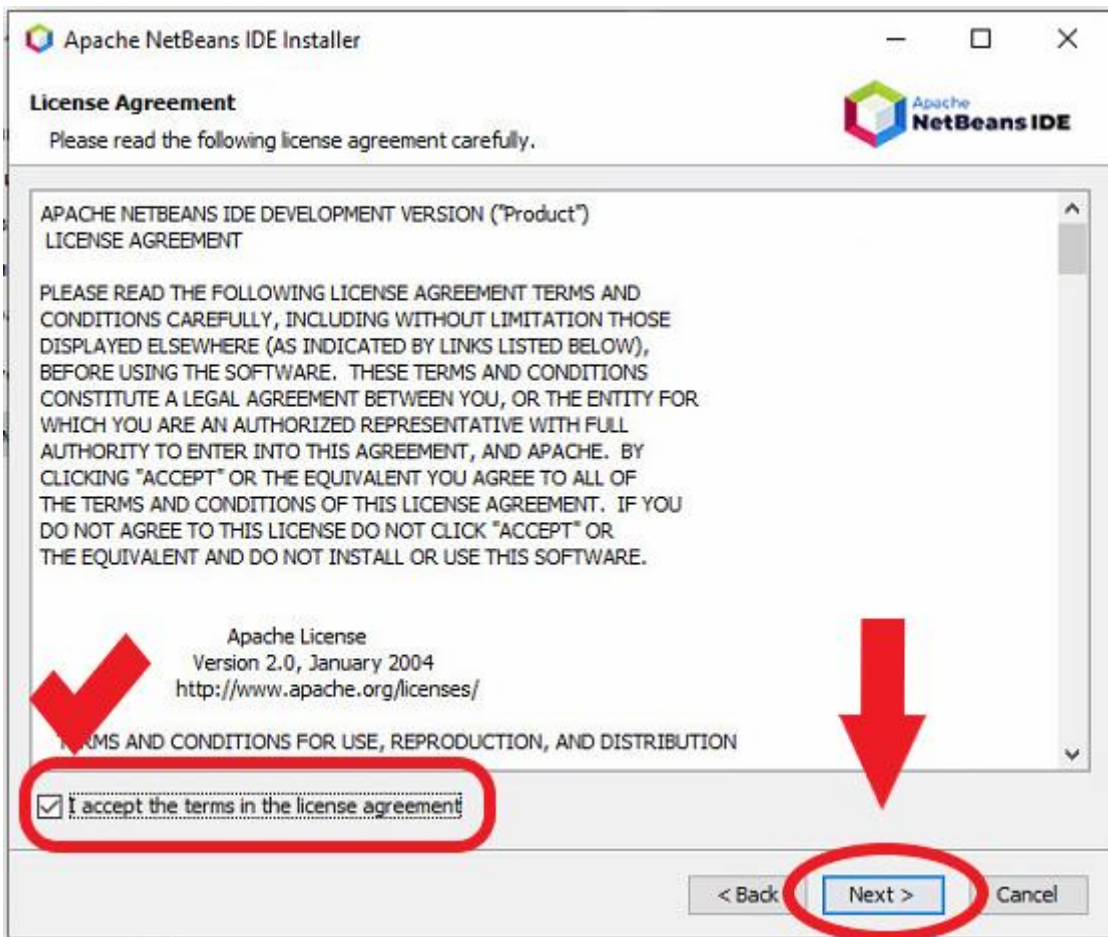 Apache NetBeans IDE Installer
License Agreement
Please read the following license agreement carefully.
Apache
NetBeans IDE
APACHE NETBEANS IDE DEVELOPMENT VERSION ("Product")
LICENSE AGREEMENT
PLEASE READ THE FOLLOWING LICENSE AGREEMENT TERMS AND
CONDITIONS CAREFULLY, INCLUDING WITHOUT LIMITATION THOSE
DISPLAYED ELSEWHERE (AS INDICATED BY LINKS LISTED BELOW),
BEFORE USING THE SOFTWARE.  THESE TERMS AND CONDITIONS
CONSTITUTE A LEGAL AGREEMENT BETWEEN YOU, OR THE ENTITY FOR
WHICH YOU ARE AN AUTHORIZED REPRESENTATIVE WITH FULL
AUTHORITY TO ENTER INTO THIS AGREEMENT, AND APACHE.  BY
CLICKING "ACCEPT" OR THE EQUIVALENT YOU AGREE TO ALL OF
THE TERMS AND CONDITIONS OF THIS LICENSE AGREEMENT.  IF YOU
DO NOT AGREE TO THIS LICENSE DO NOT CLICK "ACCEPT" OR
THE EQUIVALENT AND DO NOT INSTALL OR USE THIS SOFTWARE.
Apache License
Version 2.0, January 2004
http://www.apache.org/licenses/
TERMS AND CONDITIONS FOR USE, REPRODUCTION, AND DISTRIBUTION
I accept the terms in the license agreement
< Back
Next >
Cancel